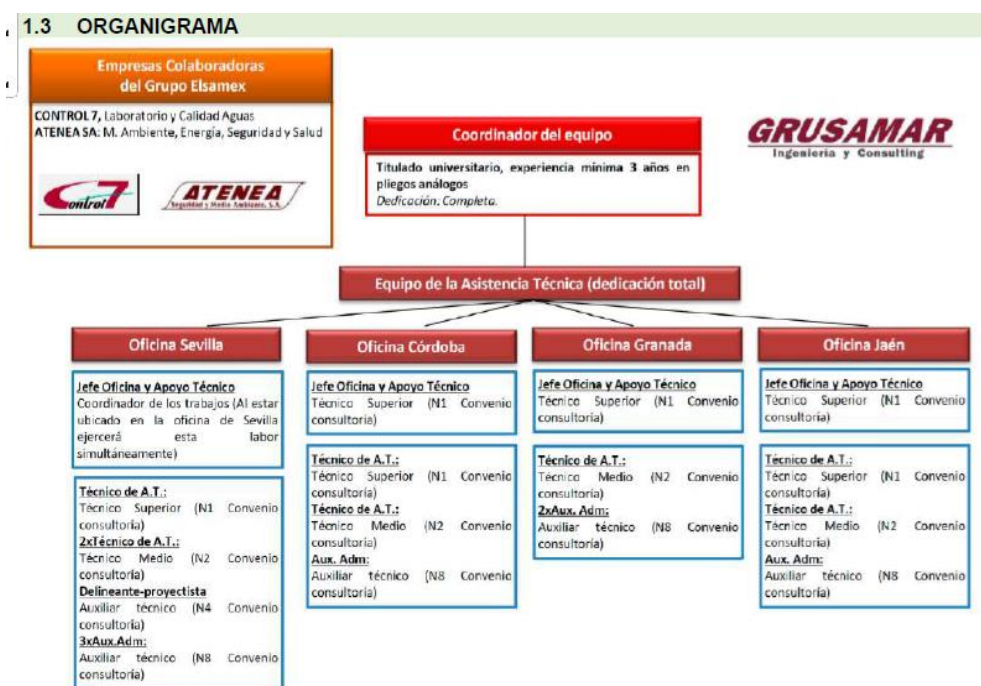 1.3 ORGANIGRAMA
Empresas Colaboradoras
del Grupo Elsamex
CONTROL 7, Laboratorio y Calidad Aguas
ATENEA SA: M. Ambiente, Energía, Seguridad y Salud
Control 7
ATENEA
Seguridad y Medio Ambiente, S.A.
Coordinador del equipo
Titulado universitario, experiencia mínima 3 años en
pliegos análogos
Dedicación. Completa.
GRUSAMAR
Ingeniería y Consulting
Equipo de la Asistencia Técnica (dedicación total)
Oficina Sevilla
Jefe Oficina y Apoyo Técnico
Coordinador de los trabajos (Al estar
ubicado en la oficina de Sevilla
ejercerá esta labor
simultáneamente)
Técnico de A.T.:
Técnico Superior (N1 Convenio
consultoría)
2xTécnico de A.T.:
Técnico Medio (N2 Convenio
consultoría)
Delineante-proyectista
Auxiliar técnico (N4 Convenio
consultoría)
3xAux.Adm:
Auxiliar técnico (N8 Convenio
consultoría)
Oficina Córdoba
Jefe Oficina y Apoyo Técnico
Técnico Superior (N1 Convenio
consultoría)
Técnico de A.T.:
Técnico Superior (N1 Convenio
consultoría)
Técnico de A.T.:
Técnico Medio (N2 Convenio
consultoría)
Aux. Adm:
Auxiliar técnico (N8 Convenio
consultoría)
Oficina Granada
Jefe Oficina y Apoyo Técnico
Técnico Superior (N1 Convenio
consultoría)
Técnico de A.T.:
Técnico Medio (N2 Convenio
consultoría)
2xAux. Adm:
Auxiliar técnico (N8 Convenio
consultoría)
Oficina Jaén
Jefe Oficina y Apoyo Técnico
Técnico Superior (N1 Convenio
consultoría)
Técnico de A.T.:
Técnico Superior (N1 Convenio
consultoría)
Técnico de A.T.:
Técnico Medio (N2 Convenio
consultoría)
Aux. Adm:
Auxiliar técnico (N8 Convenio
consultoría)